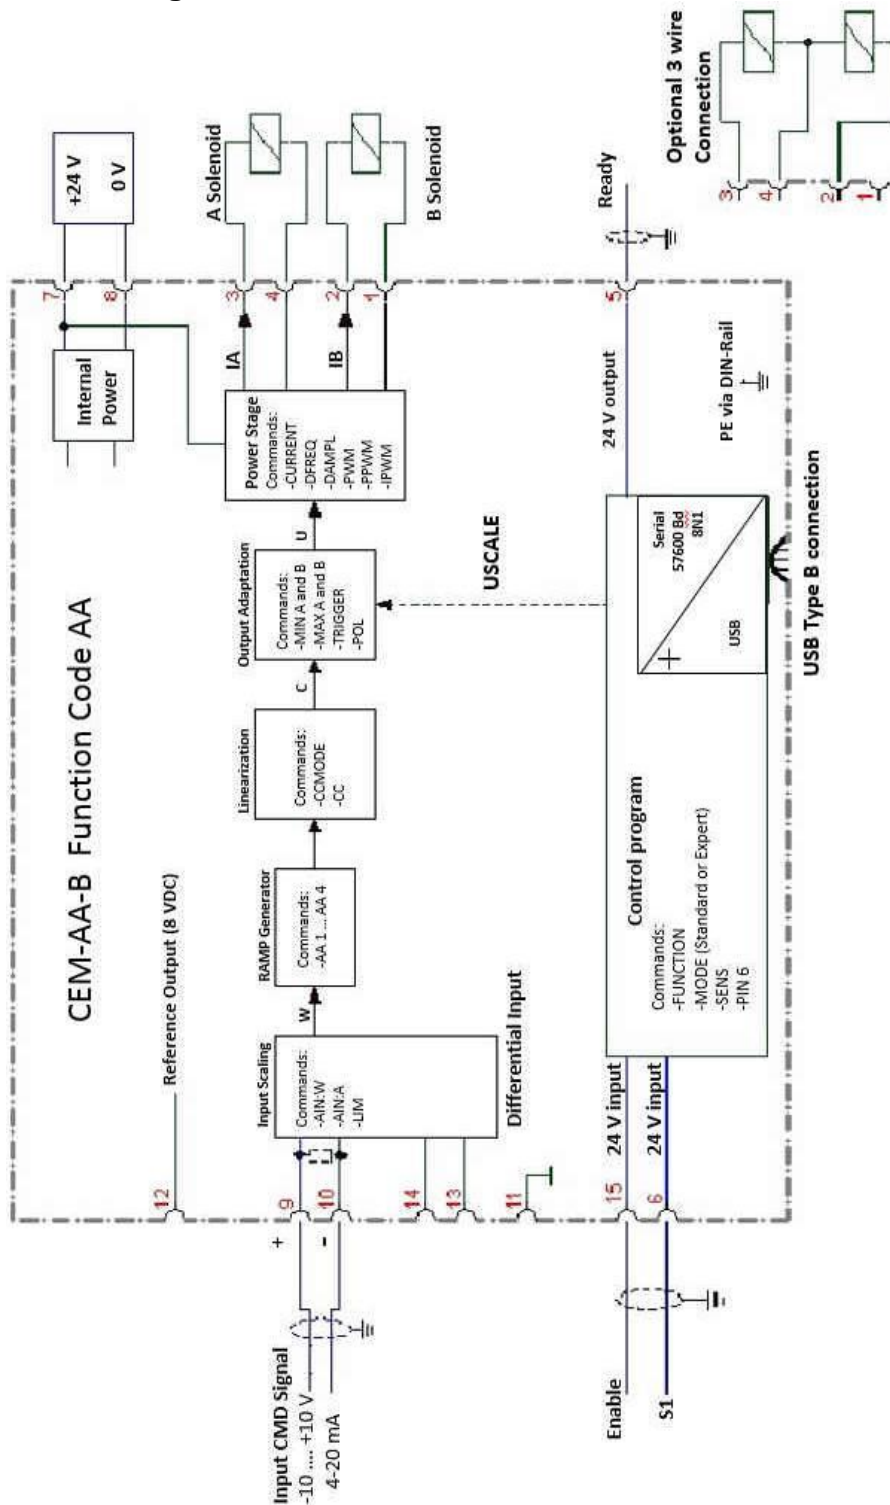 CEM-AA-B Function Code AA
Reference Output (8 VDC)
12
Input CMD Signal
-10 .... +10 V
4-20 mA
+
-
9
10
14
13
11
Input Scaling
Commands:
-AIN:W
-AIN:A
-LIM
Differential Input
W
RAMP Generator
Commands:
-AA 1 ... AA 4
Linearization
Commands:
-CCMODE
-CC
C
Output Adaptation
Commands:
-MIN A and B
-MAX A and B
-TRIGGER
-POL
U
USCALE
Power Stage
Commands:
-CURRENT
-DFREQ
-DAMPL
-PWM
-PPWM
-IPWM
Internal
Power
7
8
+24 V
0 V
IA
IB
3
4
2
1
A Solenoid
B Solenoid
Enable
S1
15
6
24 V input
24 V input
Control program
Commands:
-FUNCTION
-MODE (Standard or Expert)
-SENS
-PIN 6
Serial
57600 Bd
8N1
USB
USB Type B connection
24 V output
PE via DIN-Rail
5
Ready
Optional 3 wire
Connection
3
4
2
1